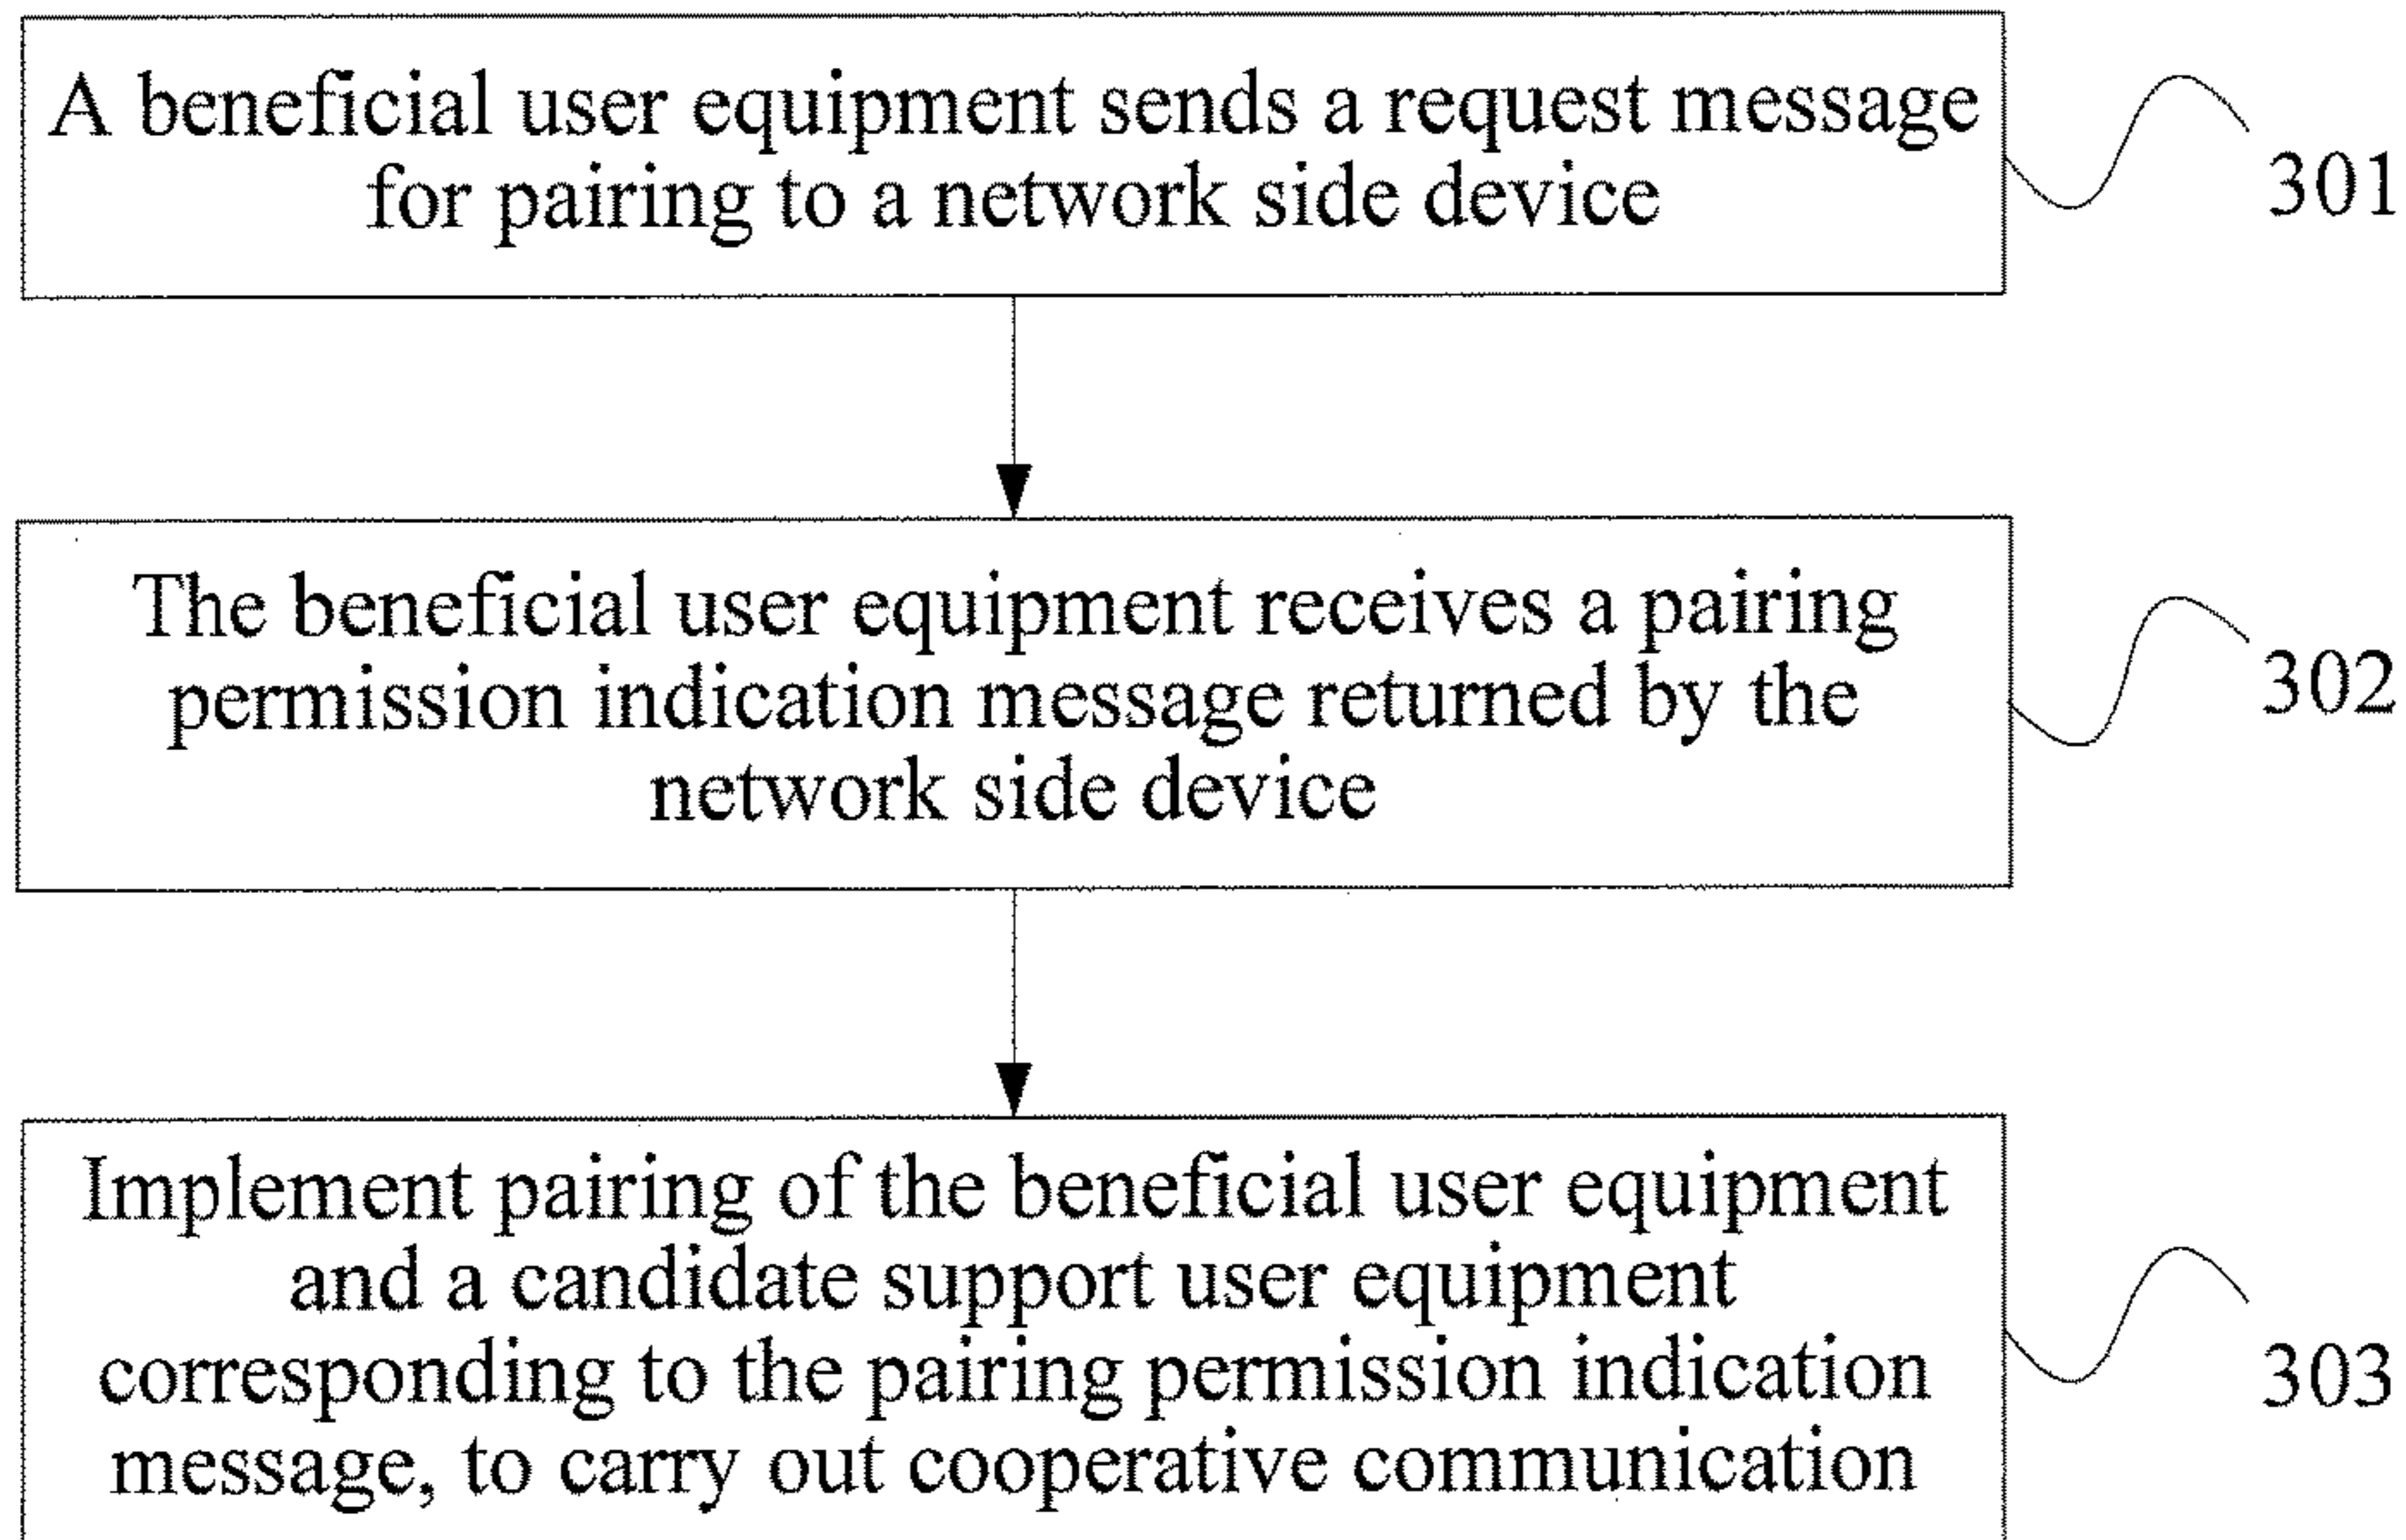 A beneficial user equipment sends a request message
for pairing to a network side device
301
The beneficial user equipment receives a pairing
permission indication message returned by the
network side device
302
Implement pairing of the beneficial user equipment
and a candidate support user equipment
corresponding to the pairing permission indication
message, to carry out cooperative communication
303